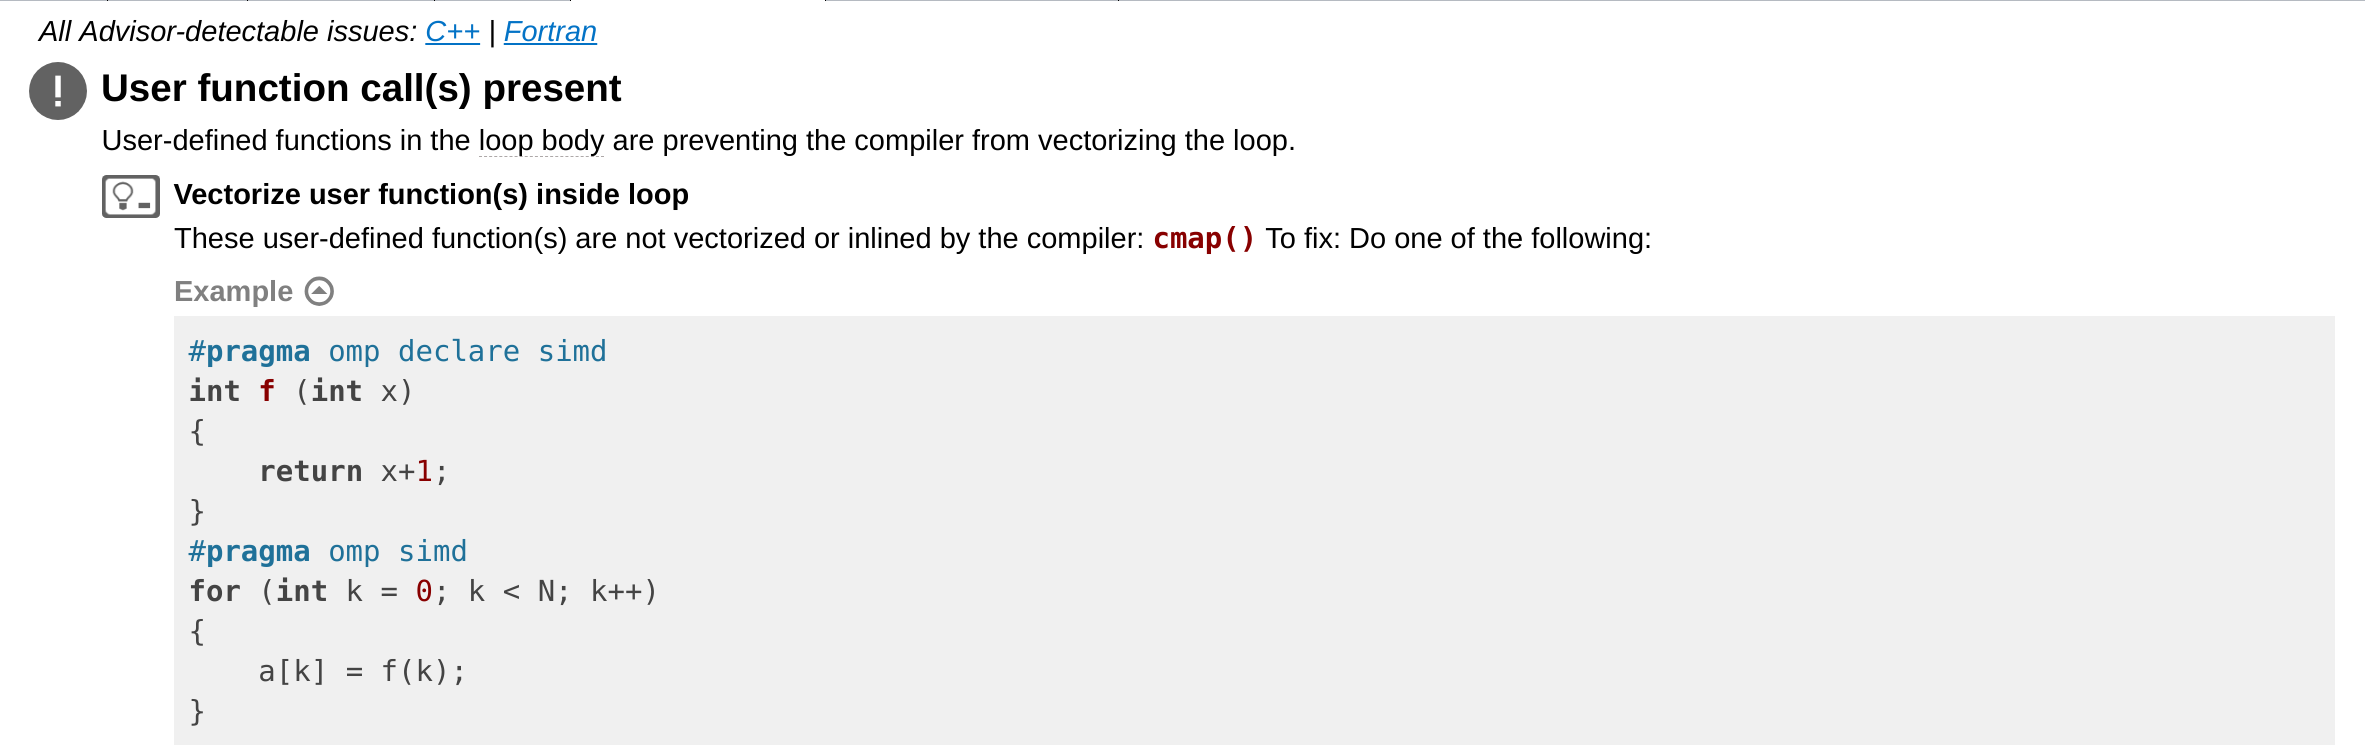 All Advisor-detectable issues: C++ | Fortran
User function call(s) present
User-defined functions in the loop body are preventing the compiler from vectorizing the loop.
Vectorize user function(s) inside loop
These user-defined function(s) are not vectorized or inlined by the compiler: cmap() To fix: Do one of the following:
Example
#pragma omp declare simd
int f (int x)
{
    return x+1;
}
#pragma omp simd
for (int k = 0; k < N; k++)
{
    a[k] = f(k);
}